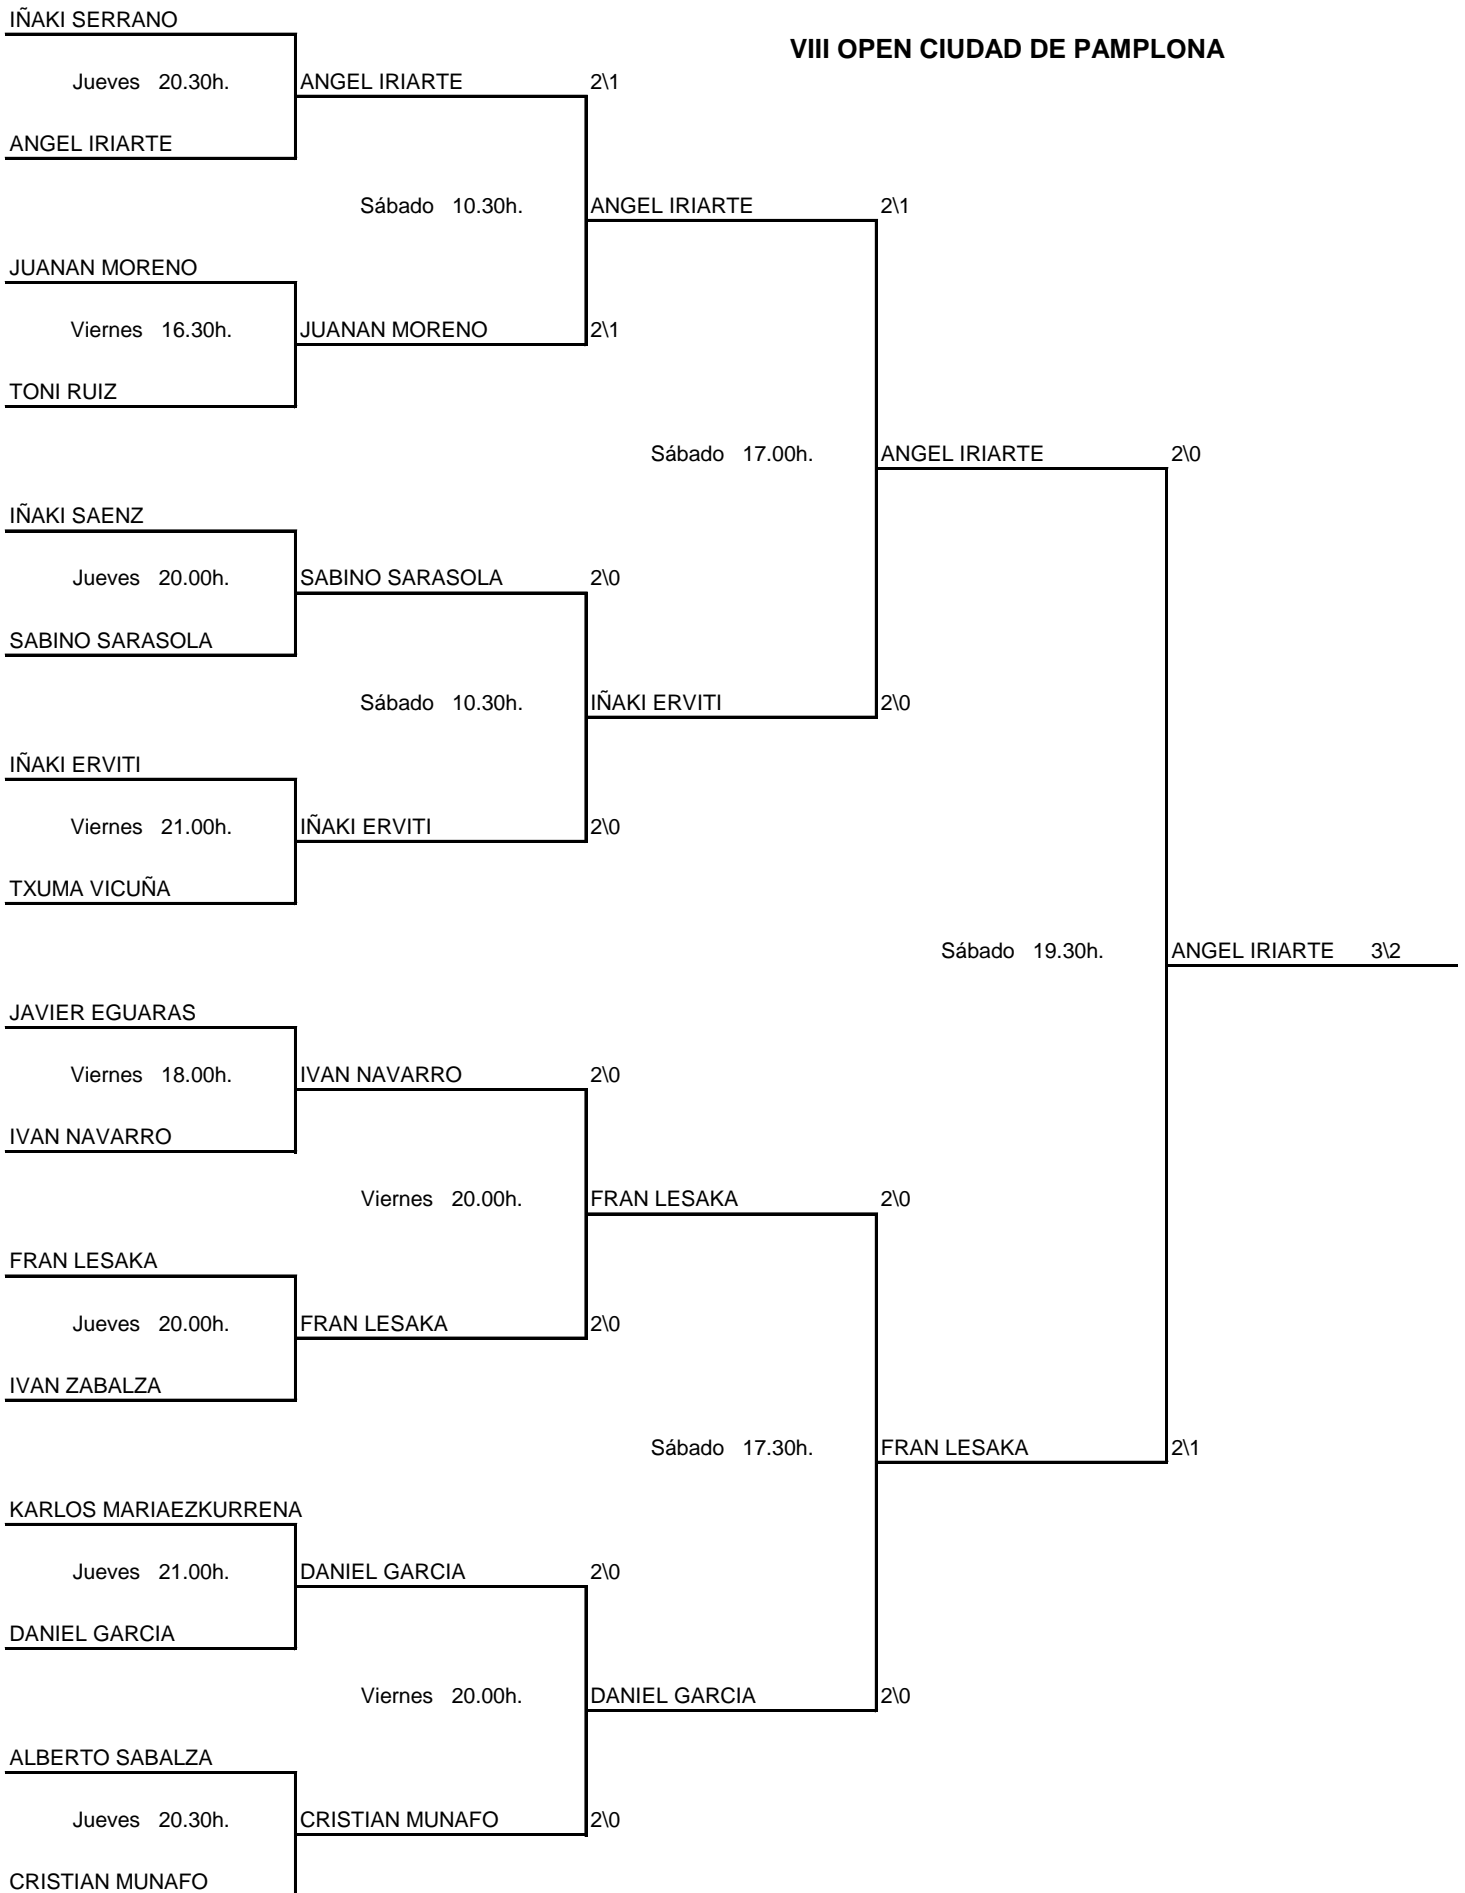 IÑAKI SERRANO
VIII OPEN CIUDAD DE PAMPLONA
Jueves 20.30h. ANGEL IRIARTE 2\1
ANGEL IRIARTE
Sábado 10.30h. ANGEL IRIARTE 2\1
JUANAN MORENO
Viernes 16.30h. JUANAN MORENO 2\1
TONI RUIZ
Sábado 17.00h. ANGEL IRIARTE 2\0
IÑAKI SAENZ
Jueves 20.00h. SABINO SARASOLA 2\0
SABINO SARASOLA
Sábado 10.30h. IÑAKI ERVITI 2\0
IÑAKI ERVITI
Viernes 21.00h. IÑAKI ERVITI 2\0
TXUMA VICUÑA
Sábado 19.30h. ANGEL IRIARTE 3\2
JAVIER EGUARAS
Viernes 18.00h. IVAN NAVARRO 2\0
IVAN NAVARRO
Viernes 20.00h. FRAN LESAKA 2\0
FRAN LESAKA
Jueves 20.00h. FRAN LESAKA 2\0
IVAN ZABALZA
Sábado 17.30h. FRAN LESAKA 2\1
KARLOS MARIAEZKURRENA
Jueves 21.00h. DANIEL GARCIA 2\0
DANIEL GARCIA
Viernes 20.00h. DANIEL GARCIA 2\0
ALBERTO SABALZA
Jueves 20.30h. CRISTIAN MUNAFO 2\0
CRISTIAN MUNAFO